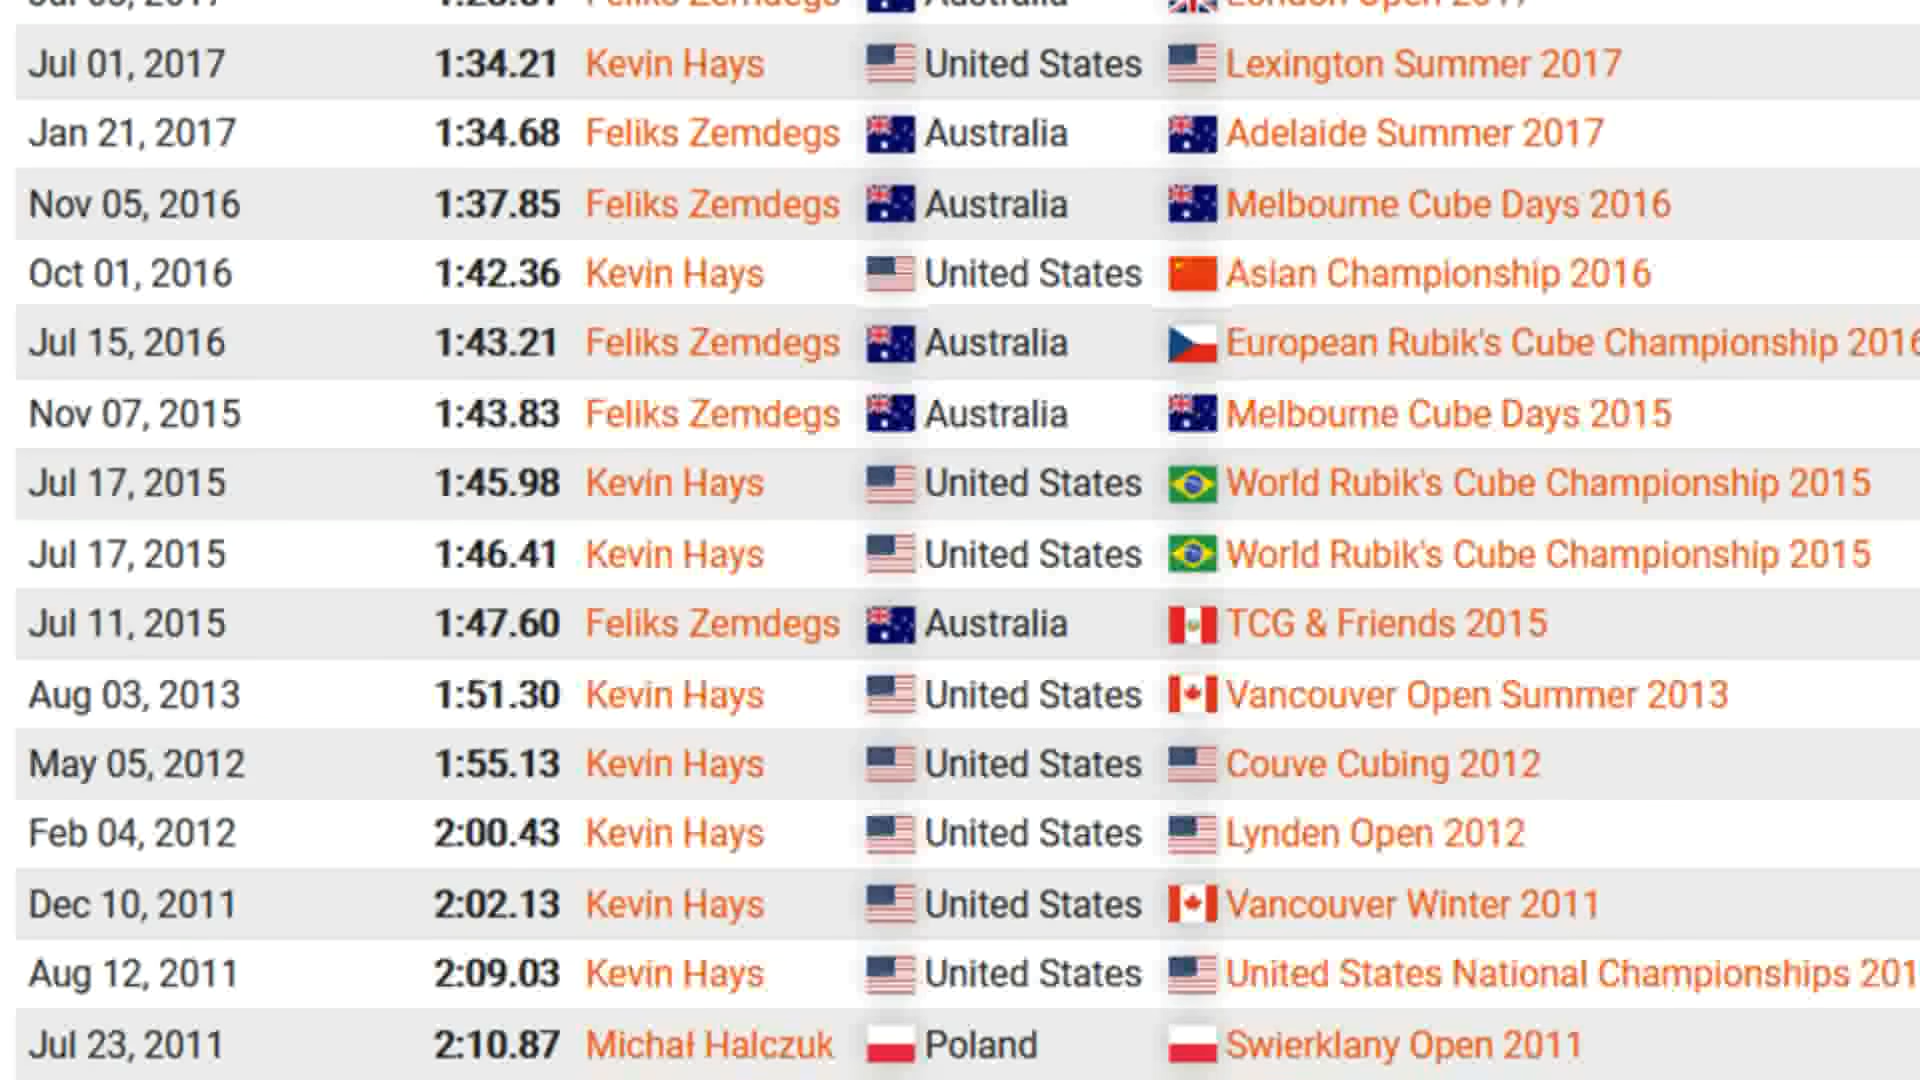 Jul 01, 2017 1:34.21 Kevin Hays United States Lexington Summer 2017
Jan 21, 2017 1:34.68 Feliks Zemdegs Australia Adelaide Summer 2017
Nov 05, 2016 1:37.85 Feliks Zemdegs Australia Melbourne Cube Days 2016
Oct 01, 2016 1:42.36 Kevin Hays United States Asian Championship 2016
Jul 15, 2016 1:43.21 Feliks Zemdegs Australia European Rubik's Cube Championship 2016
Nov 07, 2015 1:43.83 Feliks Zemdegs Australia Melbourne Cube Days 2015
Jul 17, 2015 1:45.98 Kevin Hays United States World Rubik's Cube Championship 2015
Jul 17, 2015 1:46.41 Kevin Hays United States World Rubik's Cube Championship 2015
Jul 11, 2015 1:47.60 Feliks Zemdegs Australia TCG & Friends 2015
Aug 03, 2013 1:51.30 Kevin Hays United States Vancouver Open Summer 2013
May 05, 2012 1:55.13 Kevin Hays United States Couve Cubing 2012
Feb 04, 2012 2:00.43 Kevin Hays United States Lynden Open 2012
Dec 10, 2011 2:02.13 Kevin Hays United States Vancouver Winter 2011
Aug 12, 2011 2:09.03 Kevin Hays United States United States National Championships 201
Jul 23, 2011 2:10.87 Michał Halczuk Poland Swierklany Open 2011